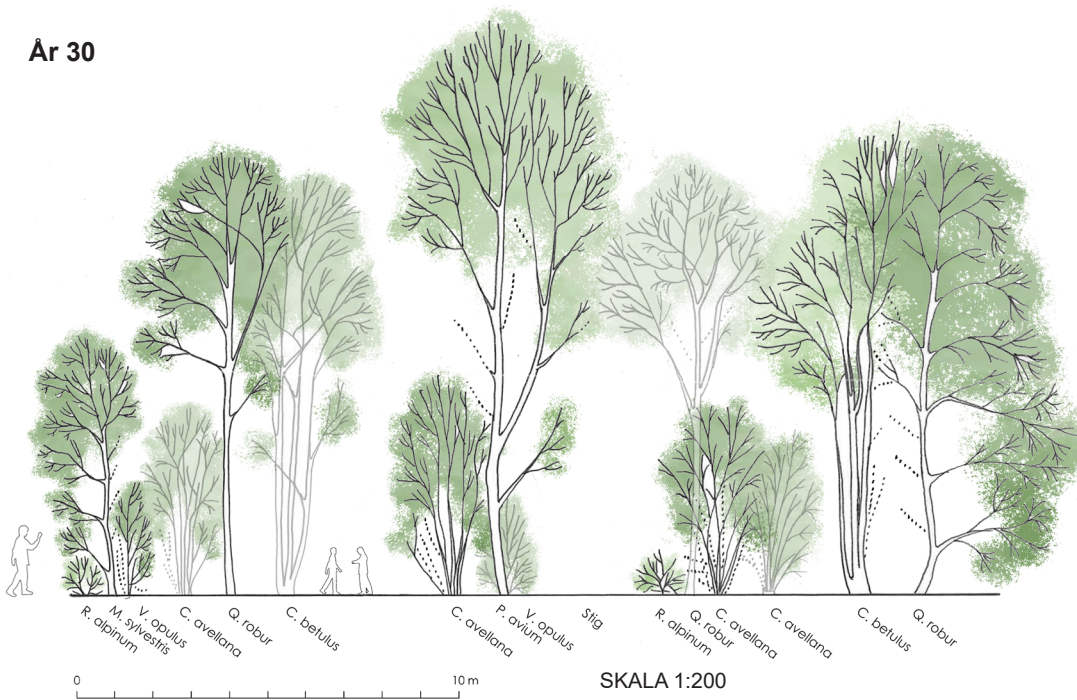 År 30
R. alpinum
M. sylvestris
V. opulus
C. avellana
Q. robur
C. betulus
C. avellana
P. avium
V. opulus
Stig
R. alpinum
Q. robur
C. avellana
C. avellana
C. betulus
Q. robur
0
10 m
SKALA 1:200